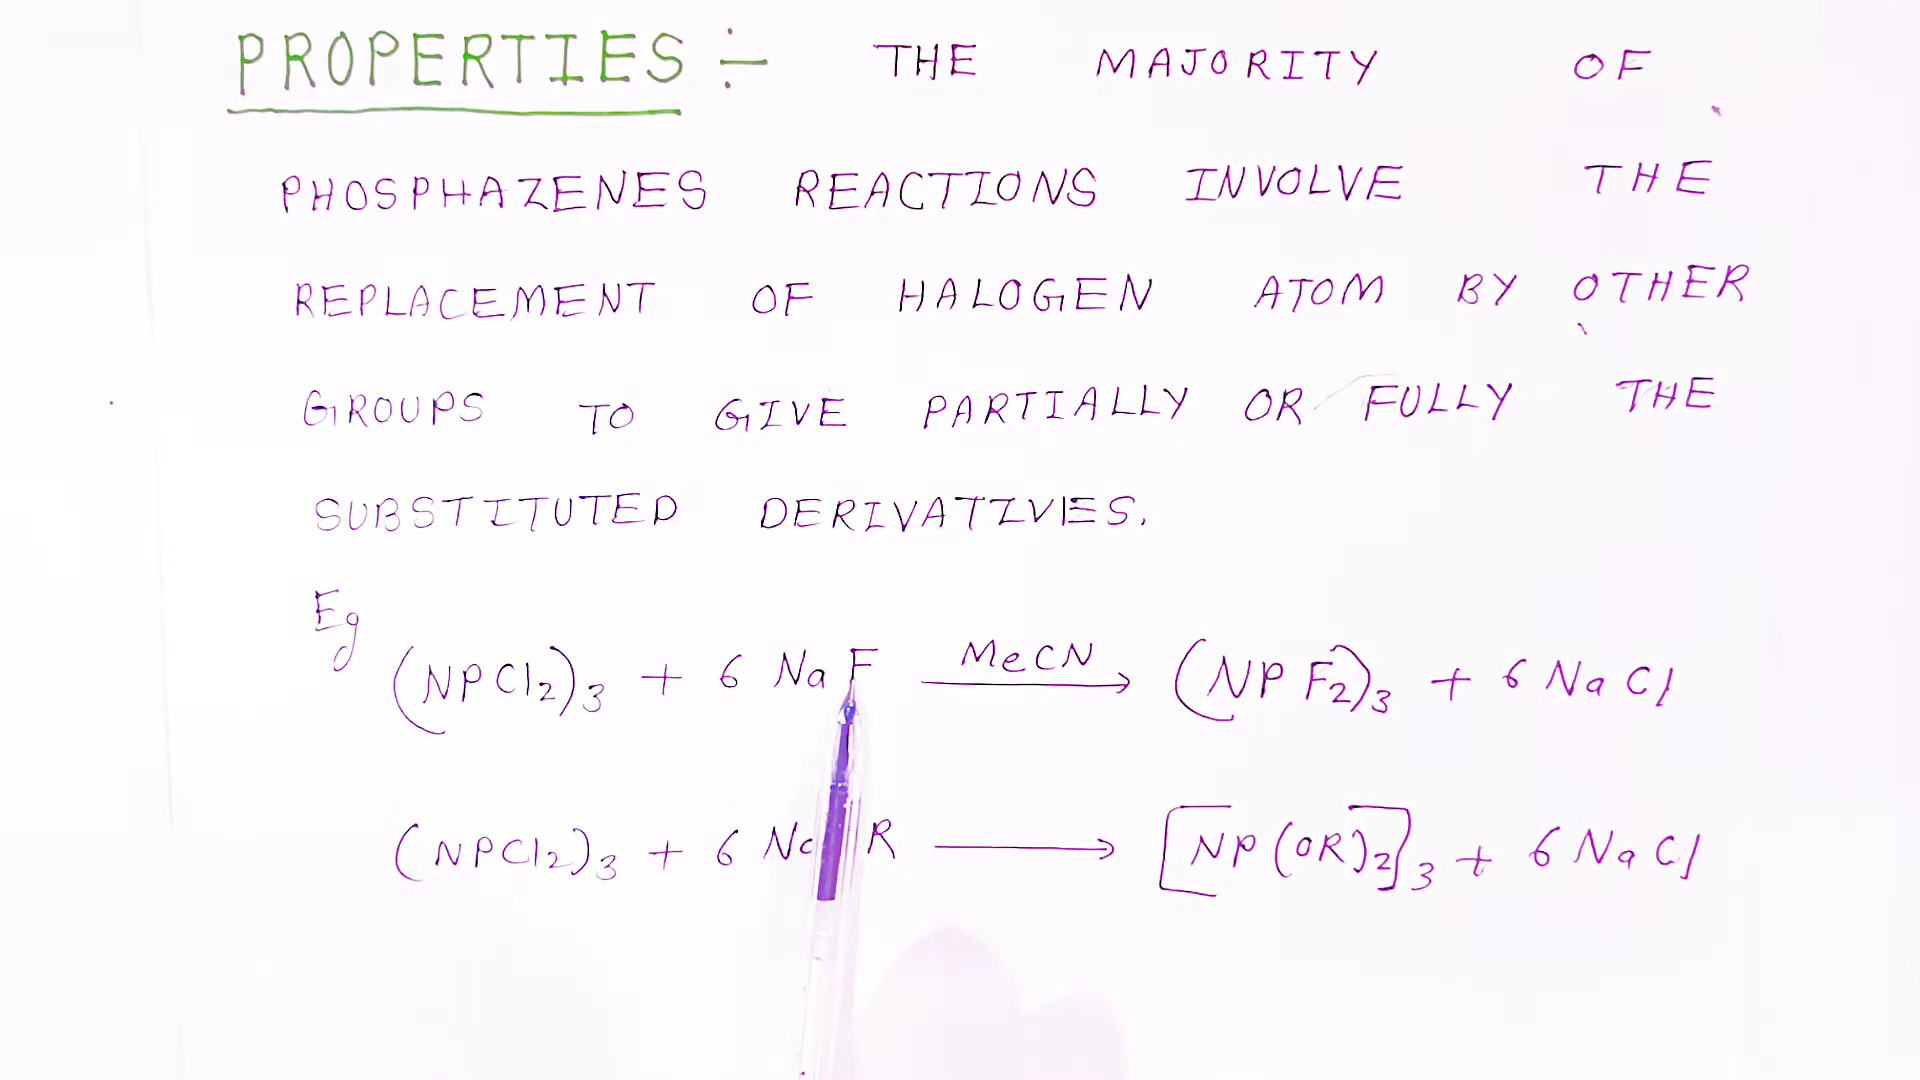 PROPERTIES :- THE MAJORITY OF
PHOSPHAZENES REACTIONS INVOLVE THE
REPLACEMENT OF HALOGEN ATOM BY OTHER
GROUPS TO GIVE PARTIALLY OR FULLY THE
SUBSTITUTED DERIVATIVES.
Eg
(NPCl₂)₃ + 6 NaF —MeCN→ (NPF₂)₃ + 6 NaCl
(NPCl₂)₃ + 6 R ⟶ [NP(OR)₂]₃ + 6 NaCl